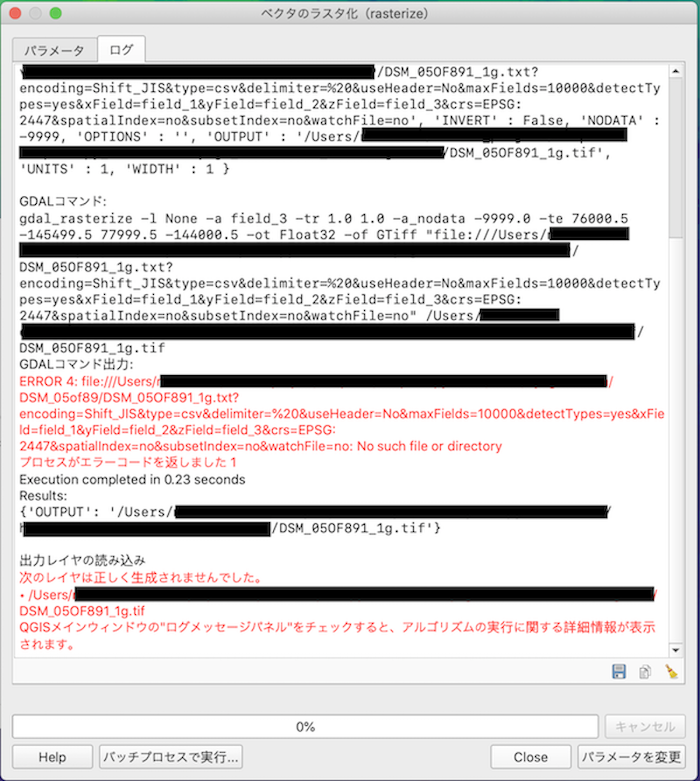 ベクタのラスタ化（rasterize）
パラメータ ログ
/DSM_05OF891_1g.txt?
encoding=Shift_JIS&type=csv&delimiter=%20&useHeader=No&maxFields=10000&detectTy
pes=yes&xField=field_1&yField=field_2&zField=field_3&crs=EPSG:
2447&spatialIndex=no&subsetIndex=no&watchFile=no', 'INVERT' : False, 'NODATA' :
-9999, 'OPTIONS' : '', 'OUTPUT' : '/Users/
/DSM_05OF891_1g.tif',
'UNITS' : 1, 'WIDTH' : 1 }
GDALコマンド:
gdal_rasterize -l None -a field_3 -tr 1.0 1.0 -a_nodata -9999.0 -te 76000.5
-145499.5 77999.5 -144000.5 -ot Float32 -of GTiff "file:///Users/
/
DSM_05OF891_1g.txt?
encoding=Shift_JIS&type=csv&delimiter=%20&useHeader=No&maxFields=10000&detectTy
pes=yes&xField=field_1&yField=field_2&zField=field_3&crs=EPSG:
2447&spatialIndex=no&subsetIndex=no&watchFile=no" /Users/
/
DSM_05OF891_1g.tif
GDALコマンド出力:
ERROR 4: file:///Users/ /
DSM_05of89/DSM_05OF891_1g.txt?
encoding=Shift_JIS&type=csv&delimiter=%20&useHeader=No&maxFields=10000&detectTypes=yes&xFie
ld=field_1&yField=field_2&zField=field_3&crs=EPSG:
2447&spatialIndex=no&subsetIndex=no&watchFile=no: No such file or directory
プロセスがエラーコードを返しました 1
Execution completed in 0.23 seconds
Results:
{'OUTPUT': '/Users/ /
/DSM_05OF891_1g.tif'}
出力レイヤの読み込み
次のレイヤは正しく生成されませんでした。
• /Users/ /
DSM_05OF891_1g.tif
QGISメインウィンドウの"ログメッセージパネル"をチェックすると、アルゴリズムの実行に関する詳細情報が表示
されます。
0%
キャンセル
Help バッチプロセスで実行... Close パラメータを変更